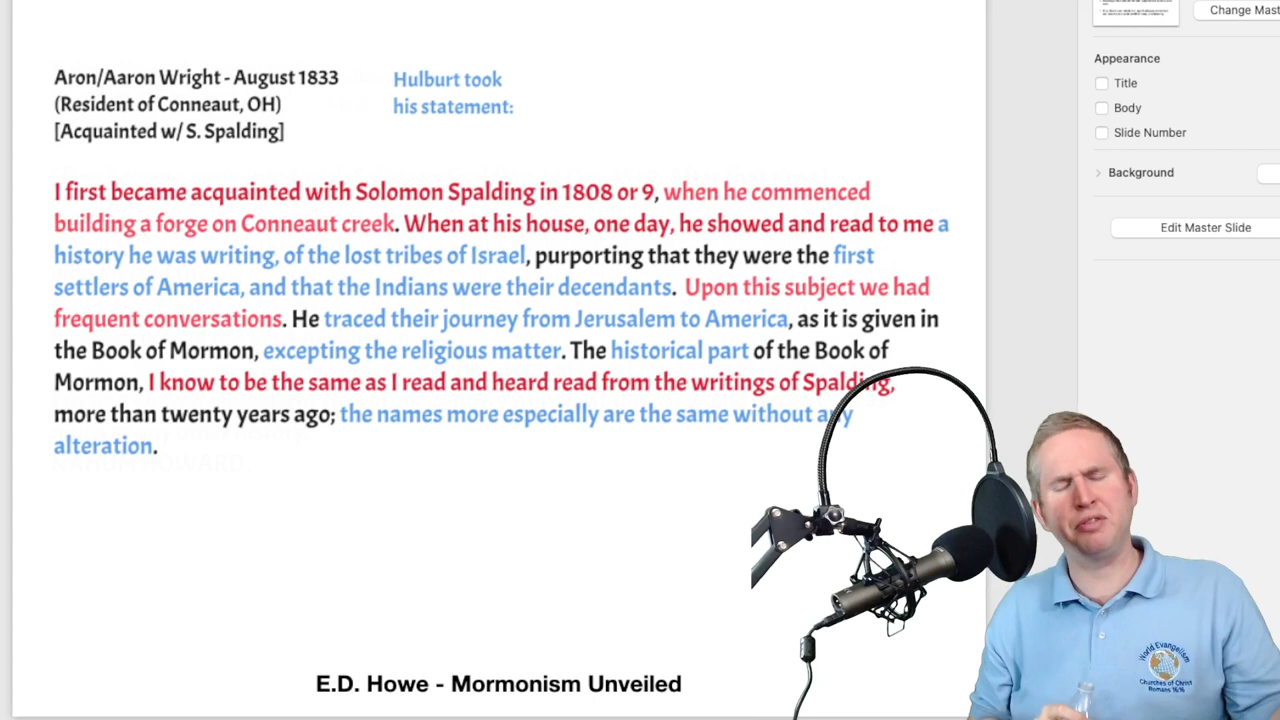 Change Mast
Appearance
Title
Body
Slide Number
Background
Edit Master Slide
Aron/Aaron Wright - August 1833
(Resident of Conneaut, OH)
[Acquainted w/ S. Spalding]
Hulburt took
his statement:
I first became acquainted with Solomon Spalding in 1808 or 9, when he commenced
building a forge on Conneaut creek. When at his house, one day, he showed and read to me a
history he was writing, of the lost tribes of Israel, purporting that they were the first
settlers of America, and that the Indians were their decendants. Upon this subject we had
frequent conversations. He traced their journey from Jerusalem to America, as it is given in
the Book of Mormon, excepting the religious matter. The historical part of the Book of
Mormon, I know to be the same as I read and heard read from the writings of Spalding,
more than twenty years ago; the names more especially are the same without any
alteration.
E.D. Howe - Mormonism Unveiled
World Evangelism
Churches of Christ
Romans 16:16